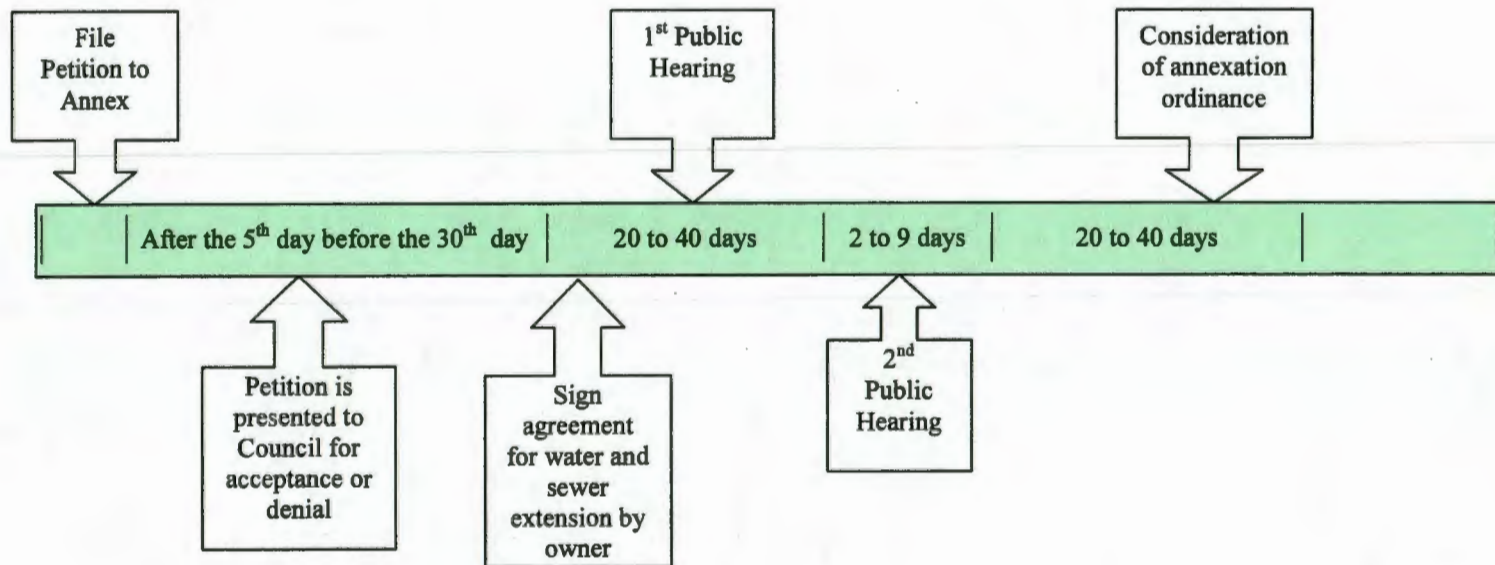 File
Petition to
Annex
1st Public
Hearing
Consideration
of annexation
ordinance
After the 5th day before the 30th day
20 to 40 days
2 to 9 days
20 to 40 days
Petition is
presented to
Council for
acceptance or
denial
Sign
agreement
for water and
sewer
extension by
owner
2nd
Public
Hearing